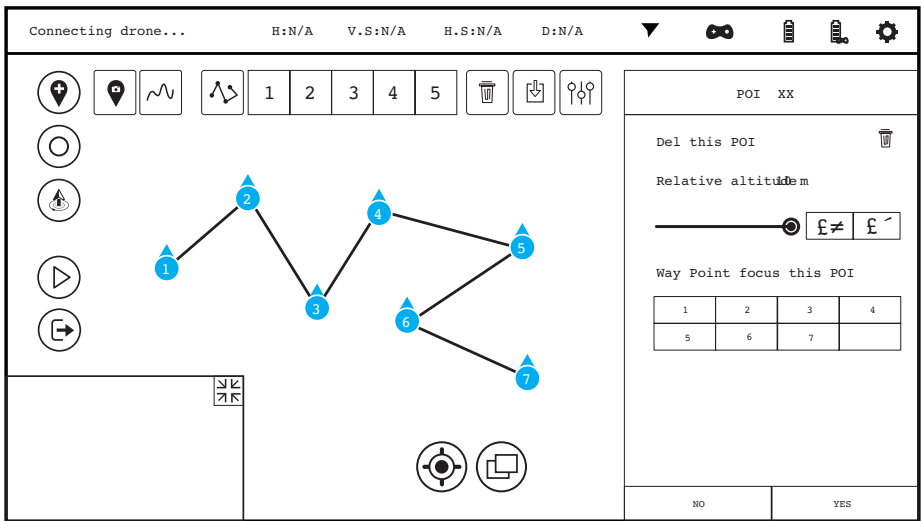 Connecting drone... H:N/A V.S:N/A H.S:N/A D:N/A
1 2 3 4 5
POI XX
Del this POI
Relative altitude 10 m
£≠ £´
Way Point focus this POI
1 2 3 4
5 6 7
2
4
5
1
3
6
7
NO YES